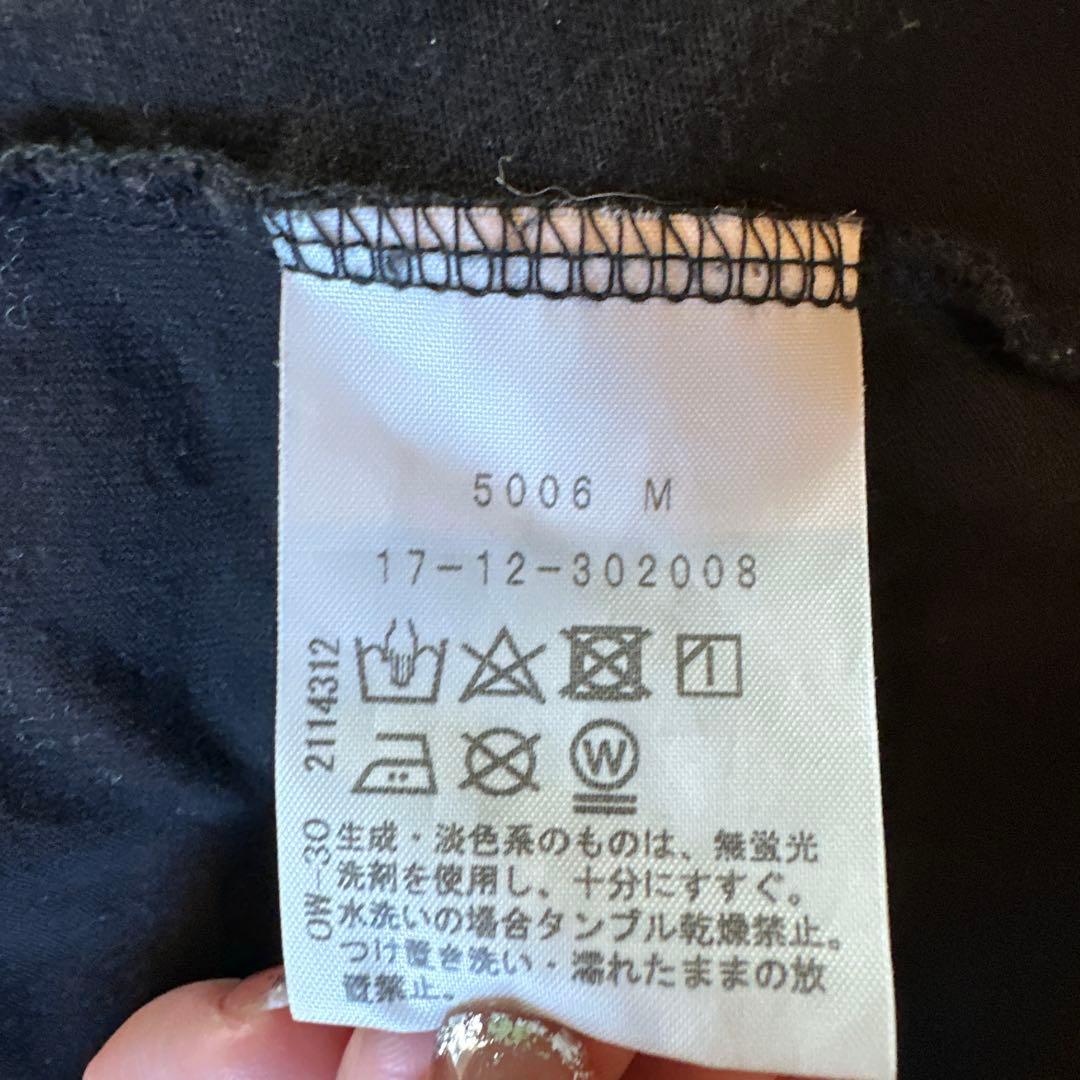 5006 M
17-12-302008
2114312
W
OW-30
生成・淡色系のものは、無蛍光
洗剤を使用し、十分にすすぐ。
水洗いの場合タンブル乾燥禁止。
つけ置き洗い・濡れたままの放
置禁止。